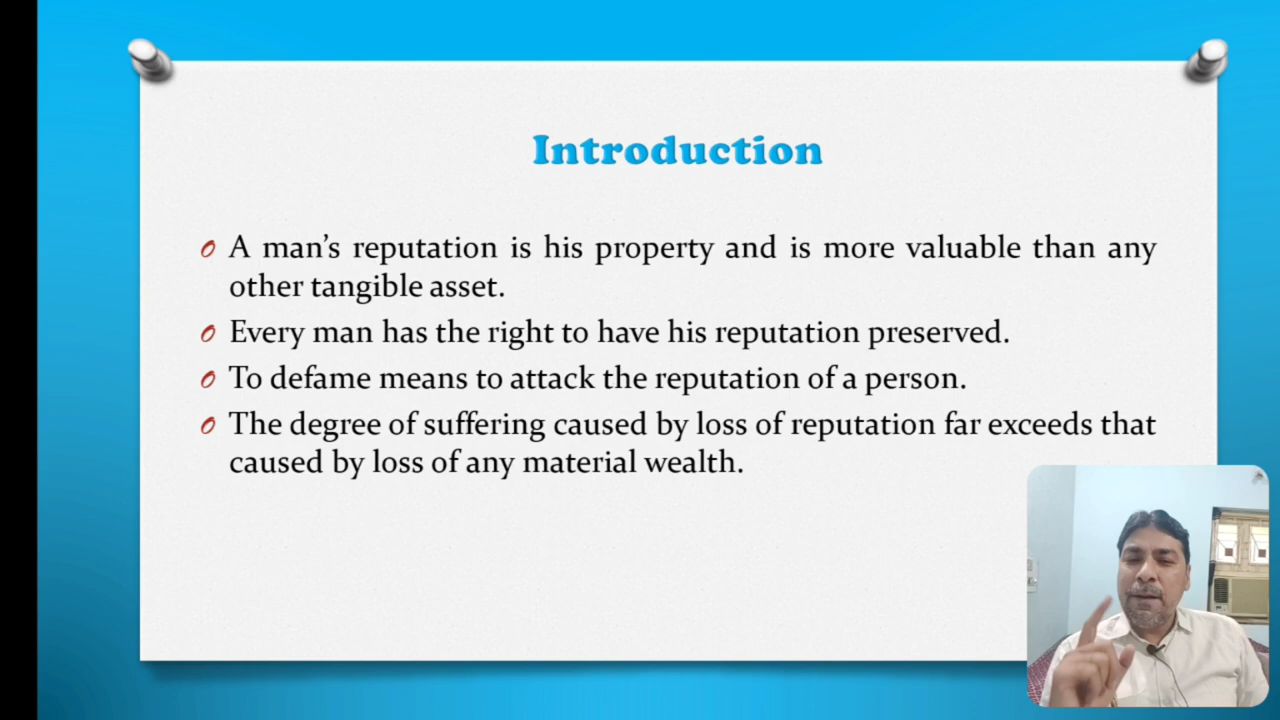 Introduction
A man’s reputation is his property and is more valuable than any
other tangible asset.
Every man has the right to have his reputation preserved.
To defame means to attack the reputation of a person.
The degree of suffering caused by loss of reputation far exceeds that
caused by loss of any material wealth.